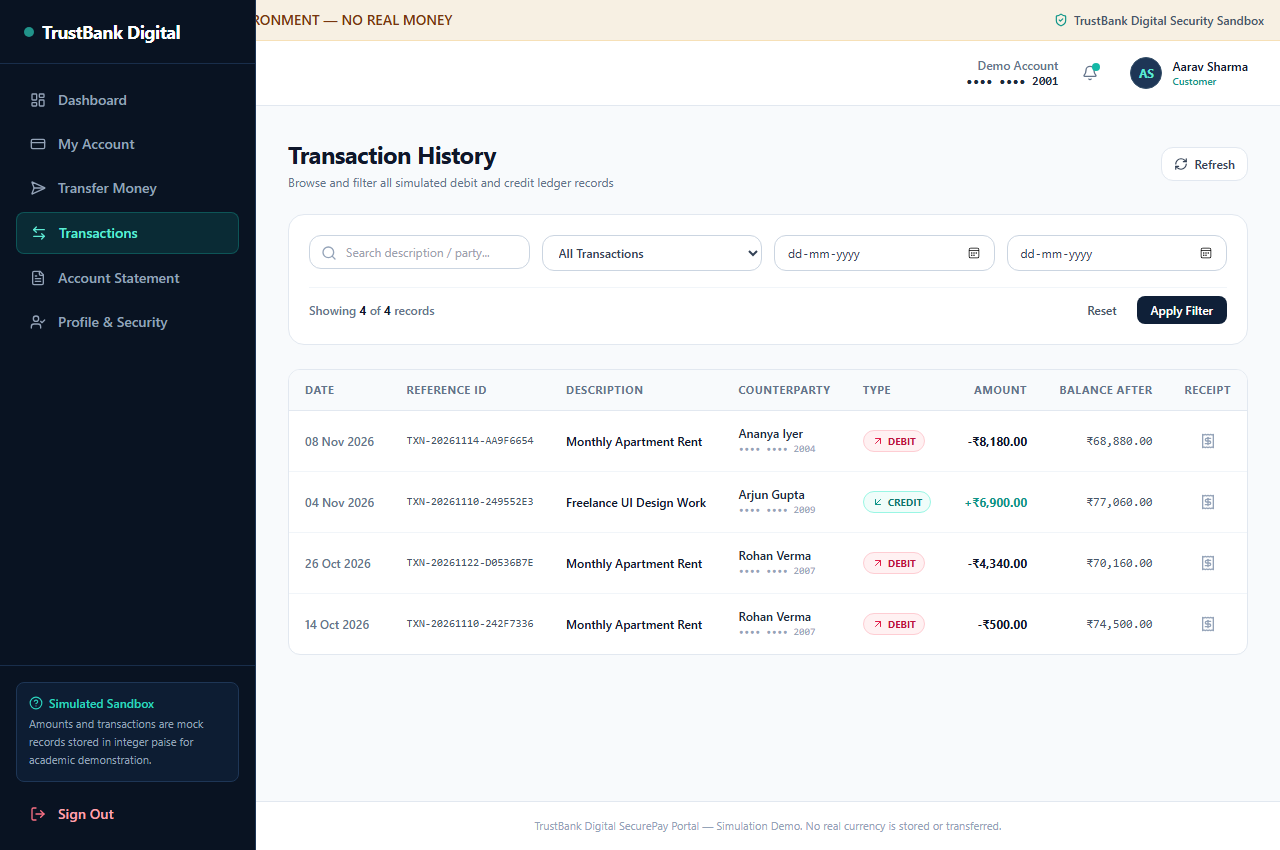 TrustBank Digital
RONMENT — NO REAL MONEY
TrustBank Digital Security Sandbox
Demo Account
•••• •••• 2001
AS
Aarav Sharma
Customer
Dashboard
My Account
Transfer Money
Transactions
Account Statement
Profile & Security
Transaction History
Browse and filter all simulated debit and credit ledger records
Refresh
Search description / party...
All Transactions
dd-mm-yyyy
dd-mm-yyyy
Showing 4 of 4 records
Reset
Apply Filter
DATE REFERENCE ID DESCRIPTION COUNTERPARTY TYPE AMOUNT BALANCE AFTER RECEIPT
08 Nov 2026 TXN-20261114-AA9F6654 Monthly Apartment Rent Ananya Iyer DEBIT -₹8,180.00 ₹68,880.00
•••• •••• 2004
04 Nov 2026 TXN-20261110-249552E3 Freelance UI Design Work Arjun Gupta CREDIT +₹6,900.00 ₹77,060.00
•••• •••• 2009
26 Oct 2026 TXN-20261122-D0536B7E Monthly Apartment Rent Rohan Verma DEBIT -₹4,340.00 ₹70,160.00
•••• •••• 2007
14 Oct 2026 TXN-20261110-242F7336 Monthly Apartment Rent Rohan Verma DEBIT -₹500.00 ₹74,500.00
•••• •••• 2007
Simulated Sandbox
Amounts and transactions are mock
records stored in integer paise for
academic demonstration.
Sign Out
TrustBank Digital SecurePay Portal — Simulation Demo. No real currency is stored or transferred.